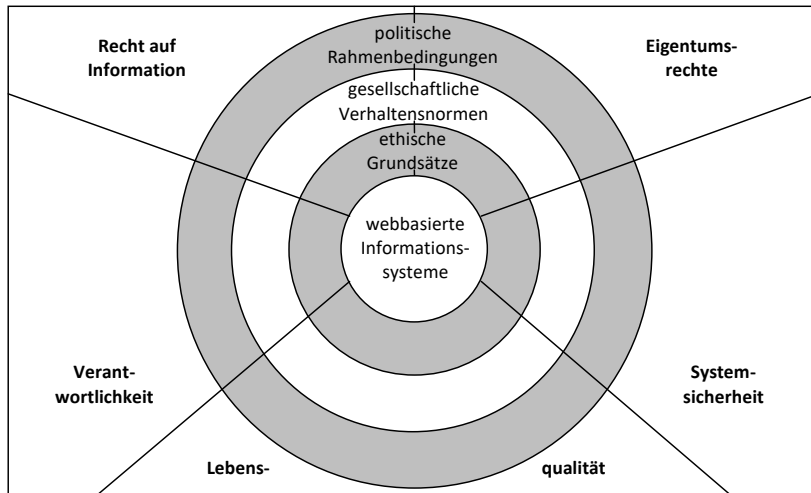 Recht auf
Information
politische
Rahmenbedingungen
Eigentums-
rechte
gesellschaftliche
Verhaltensnormen
ethische
Grundsätze
webbasierte
Informations-
systeme
Verant-
wortlichkeit
System-
sicherheit
Lebens-
qualität